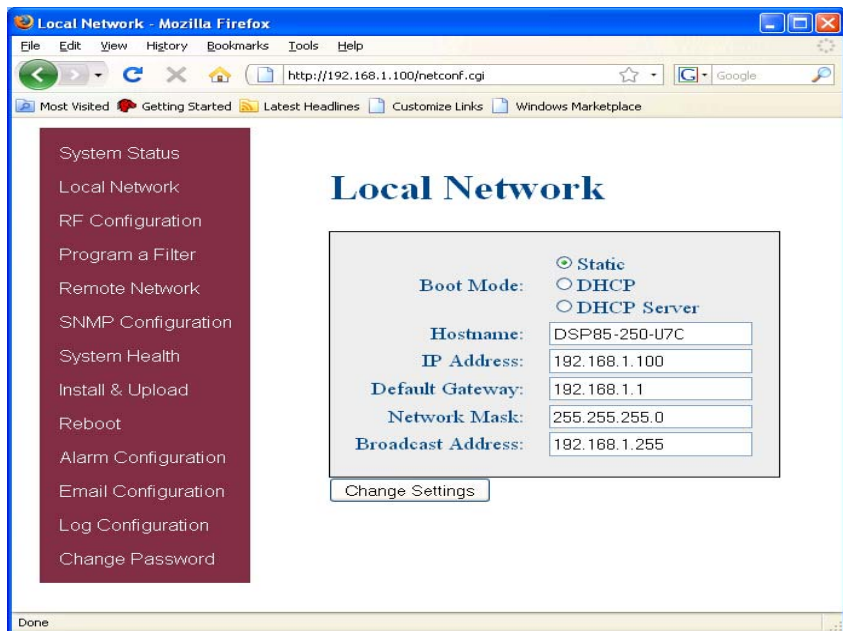 Local Network - Mozilla Firefox
File Edit View History Bookmarks Tools Help
http://192.168.1.100/netconf.cgi
G Google
Most Visited Getting Started Latest Headlines Customize Links Windows Marketplace
System Status
Local Network
RF Configuration
Program a Filter
Remote Network
SNMP Configuration
System Health
Install & Upload
Reboot
Alarm Configuration
Email Configuration
Log Configuration
Change Password
Local Network
Boot Mode:
Static
DHCP
DHCP Server
Hostname: DSP85-250-U7C
IP Address: 192.168.1.100
Default Gateway: 192.168.1.1
Network Mask: 255.255.255.0
Broadcast Address: 192.168.1.255
Change Settings
Done